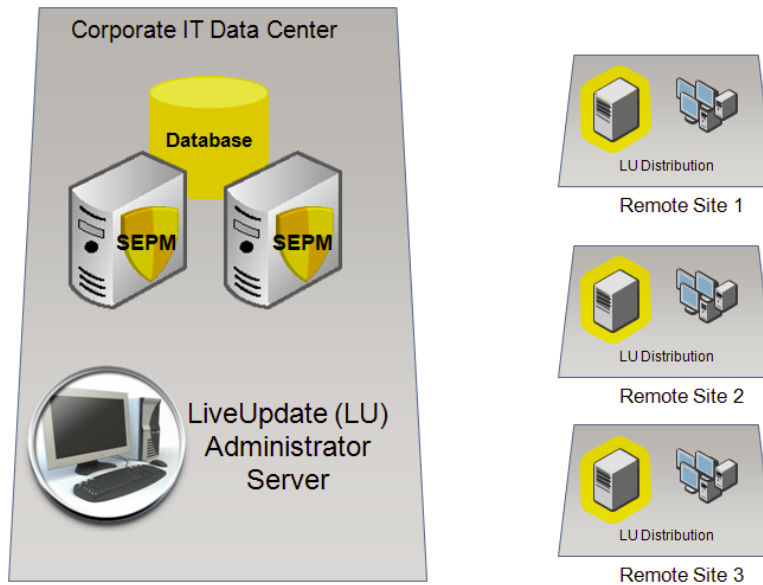 Corporate IT Data Center
Database
SEPM
SEPM
LiveUpdate (LU)
Administrator
Server
LU Distribution
Remote Site 1
LU Distribution
Remote Site 2
LU Distribution
Remote Site 3